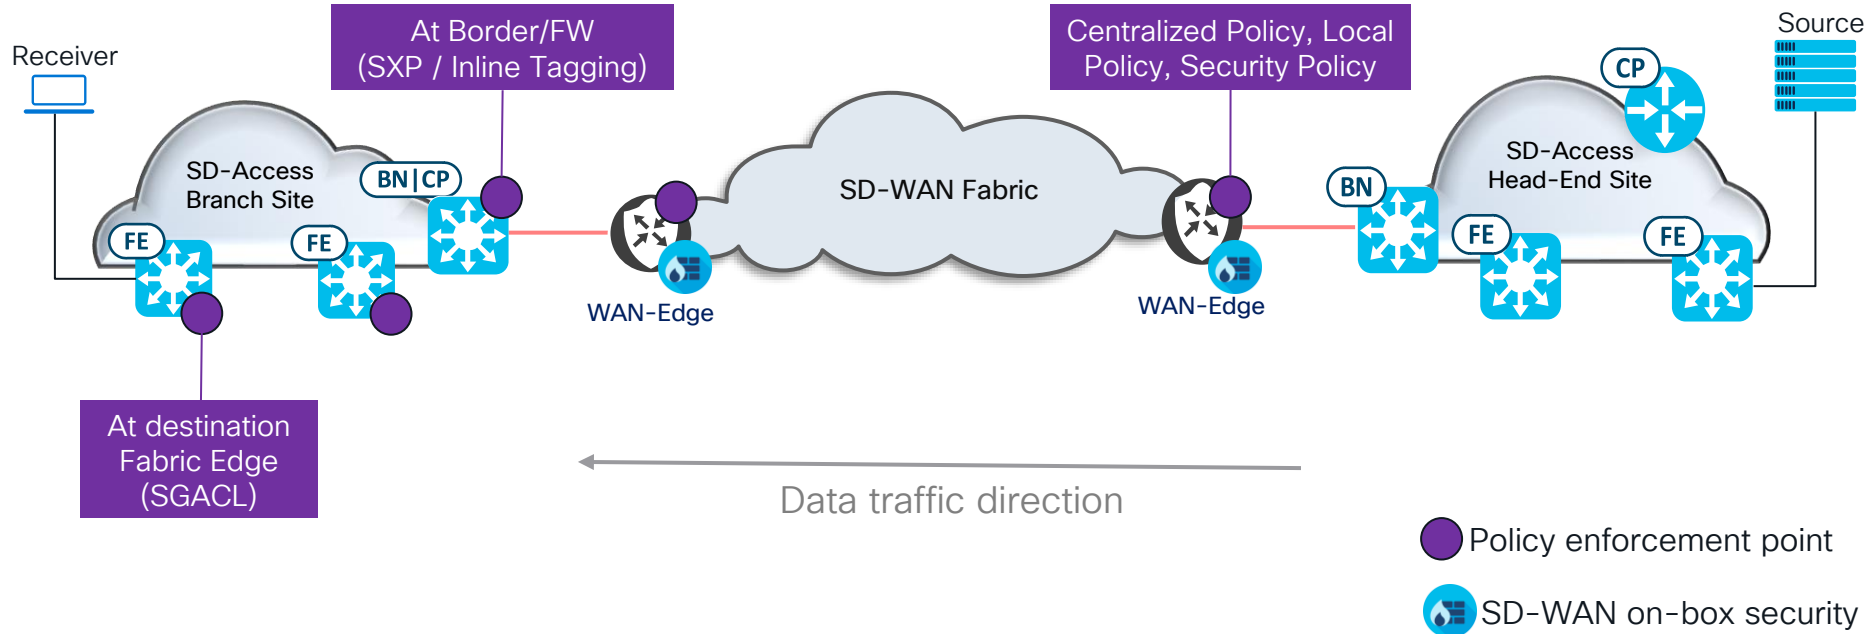 At Border/FW
(SXP / Inline Tagging)
Centralized Policy, Local
Policy, Security Policy
Source
Receiver
CP
SD-Access
Branch Site
BN|CP
FE
FE
SD-WAN Fabric
WAN-Edge
WAN-Edge
SD-Access
Head-End Site
BN
FE
FE
At destination
Fabric Edge
(SGACL)
Data traffic direction
Policy enforcement point
SD-WAN on-box security